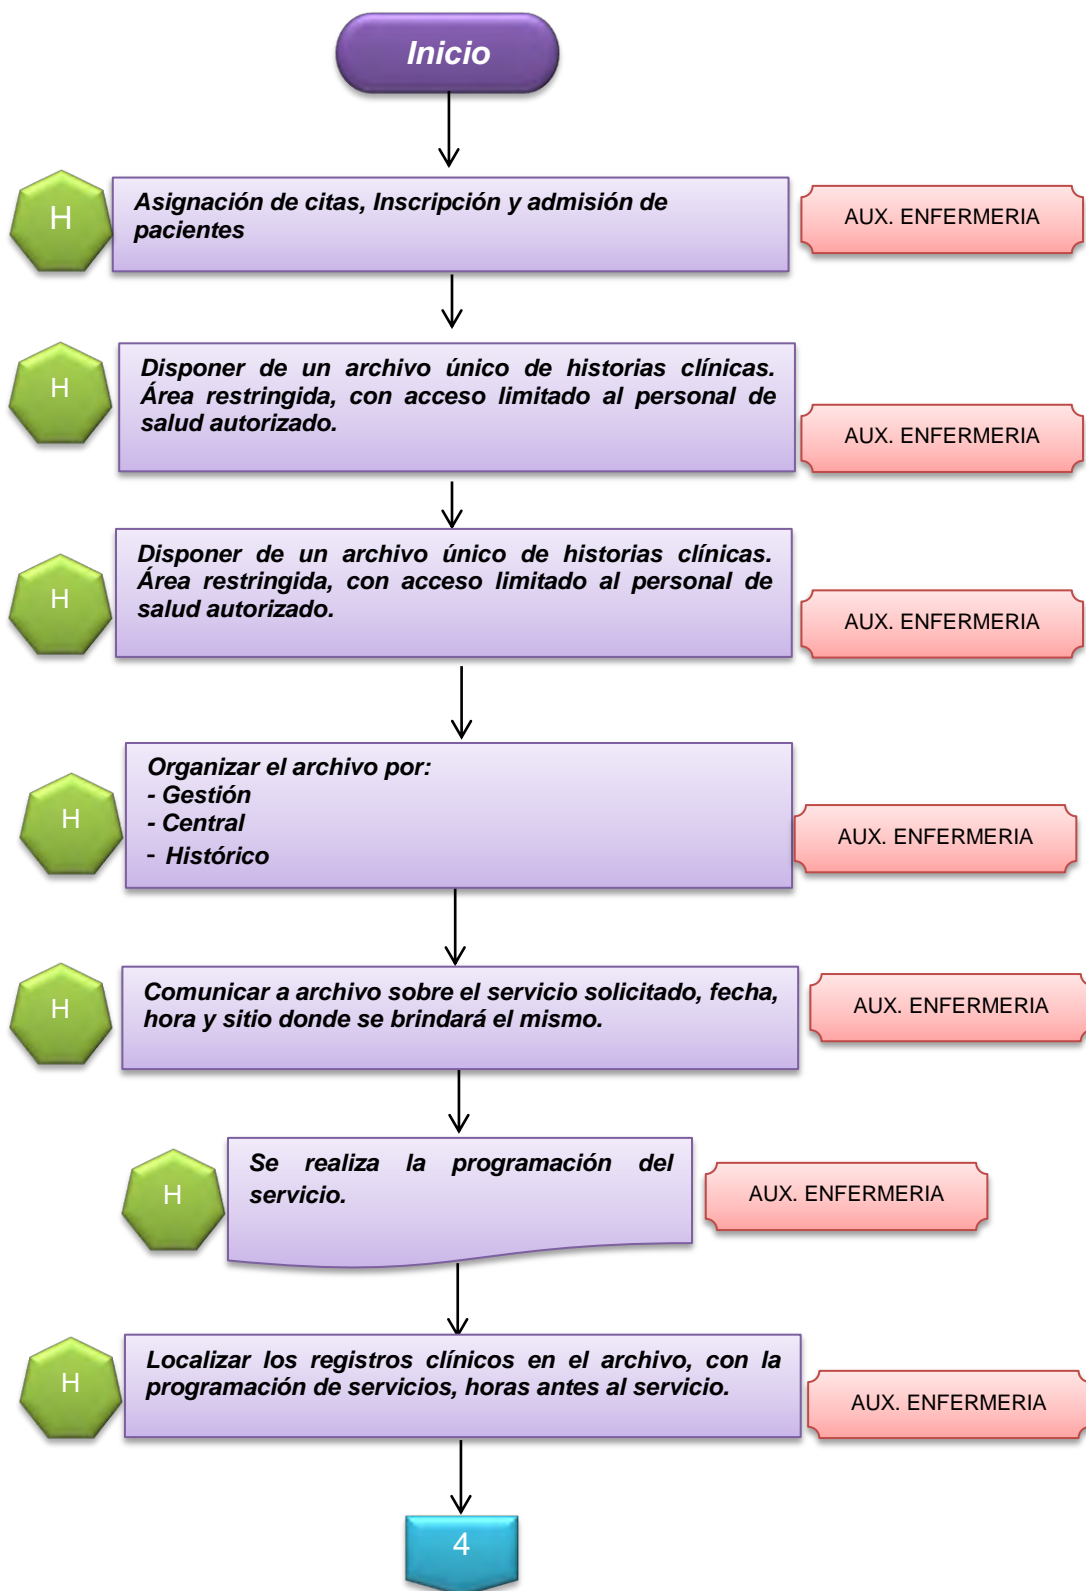 Inicio
H
Asignación de citas, Inscripción y admisión de
pacientes
AUX. ENFERMERIA
H
Disponer de un archivo único de historias clínicas.
Área restringida, con acceso limitado al personal de
salud autorizado.
AUX. ENFERMERIA
H
Disponer de un archivo único de historias clínicas.
Área restringida, con acceso limitado al personal de
salud autorizado.
AUX. ENFERMERIA
H
Organizar el archivo por:
- Gestión
- Central
- Histórico
AUX. ENFERMERIA
H
Comunicar a archivo sobre el servicio solicitado, fecha,
hora y sitio donde se brindará el mismo.
AUX. ENFERMERIA
H
Se realiza la programación del
servicio.
AUX. ENFERMERIA
H
Localizar los registros clínicos en el archivo, con la
programación de servicios, horas antes al servicio.
AUX. ENFERMERIA
4